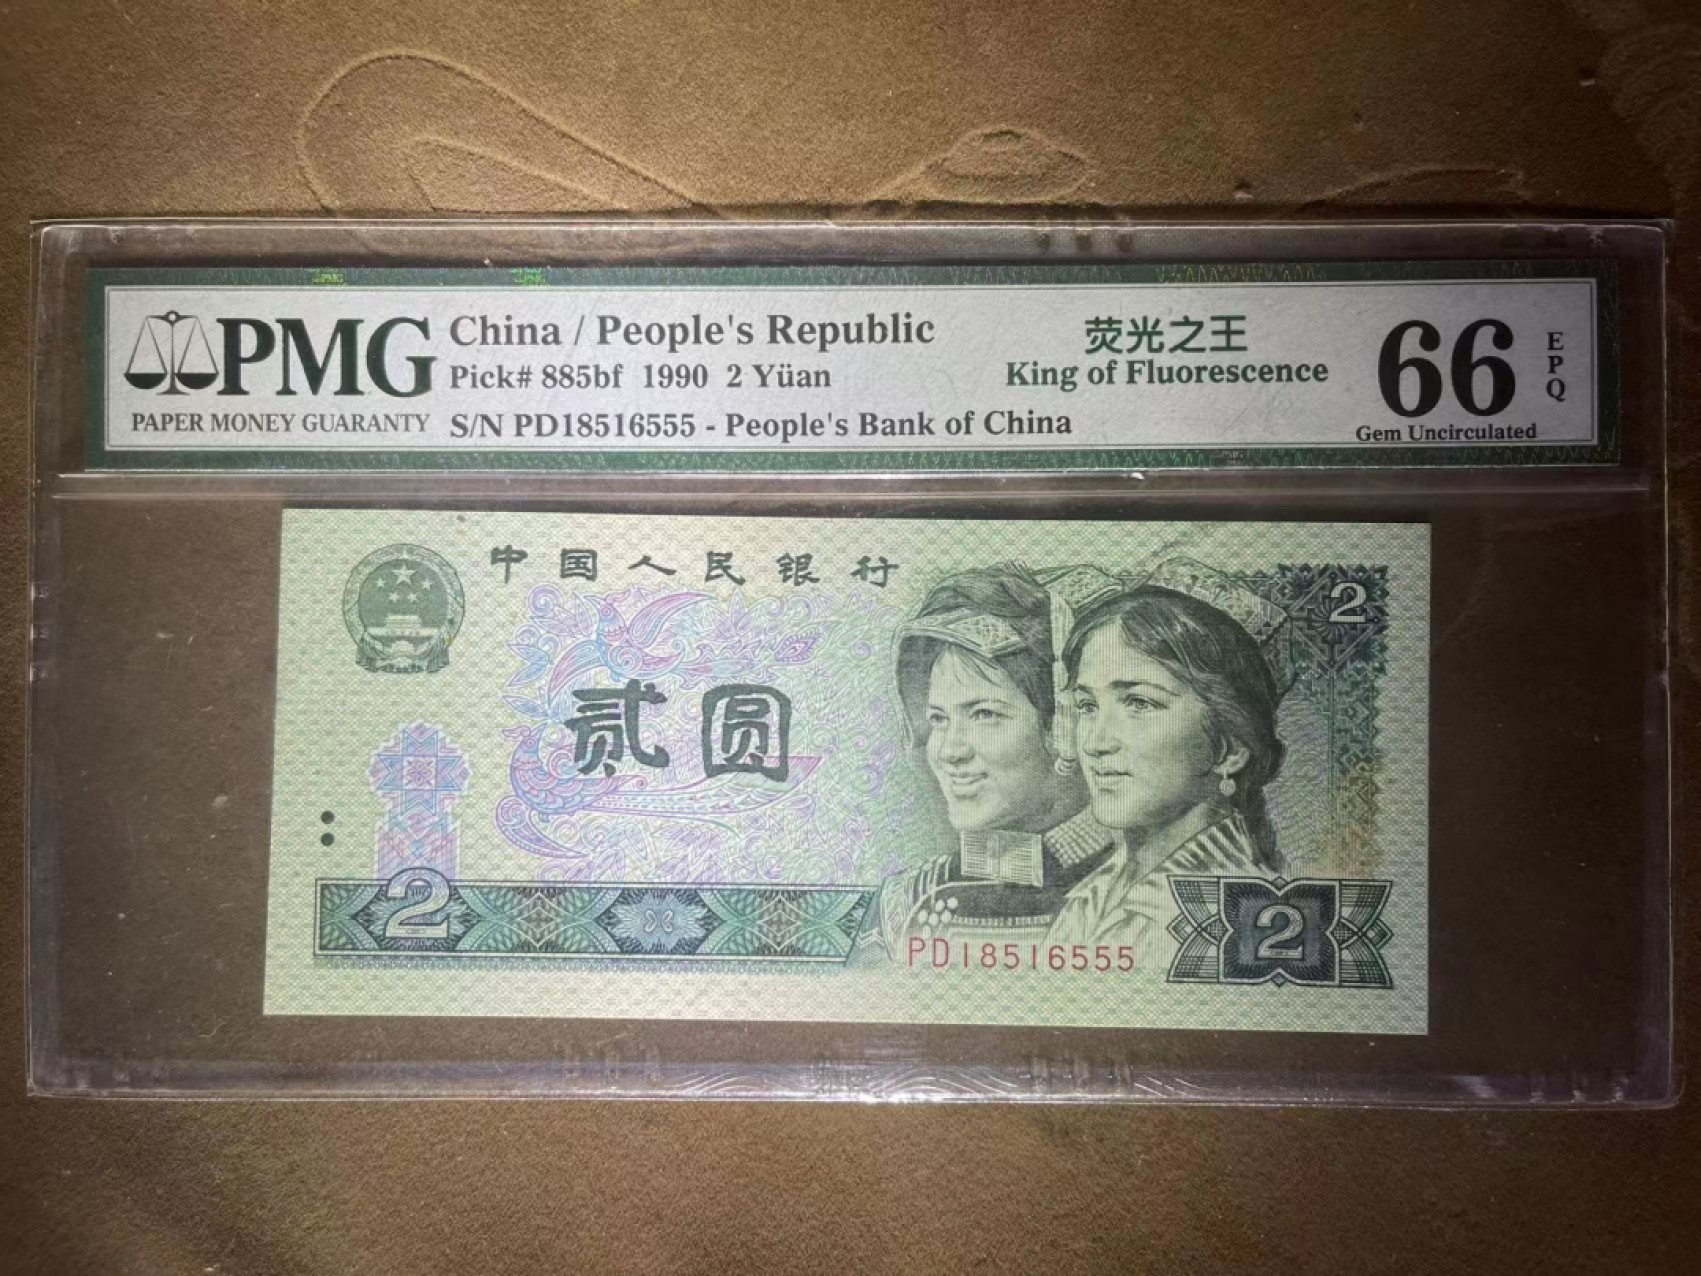 PMG
PAPER MONEY GUARANTY
China / People's Republic
Pick# 885bf 1990 2 Yüan
S/N PD18516555 - People's Bank of China
荧光之王
King of Fluorescence
66
EPQ
Gem Uncirculated
中国人民银行
2
贰圆
2
PD18516555
2